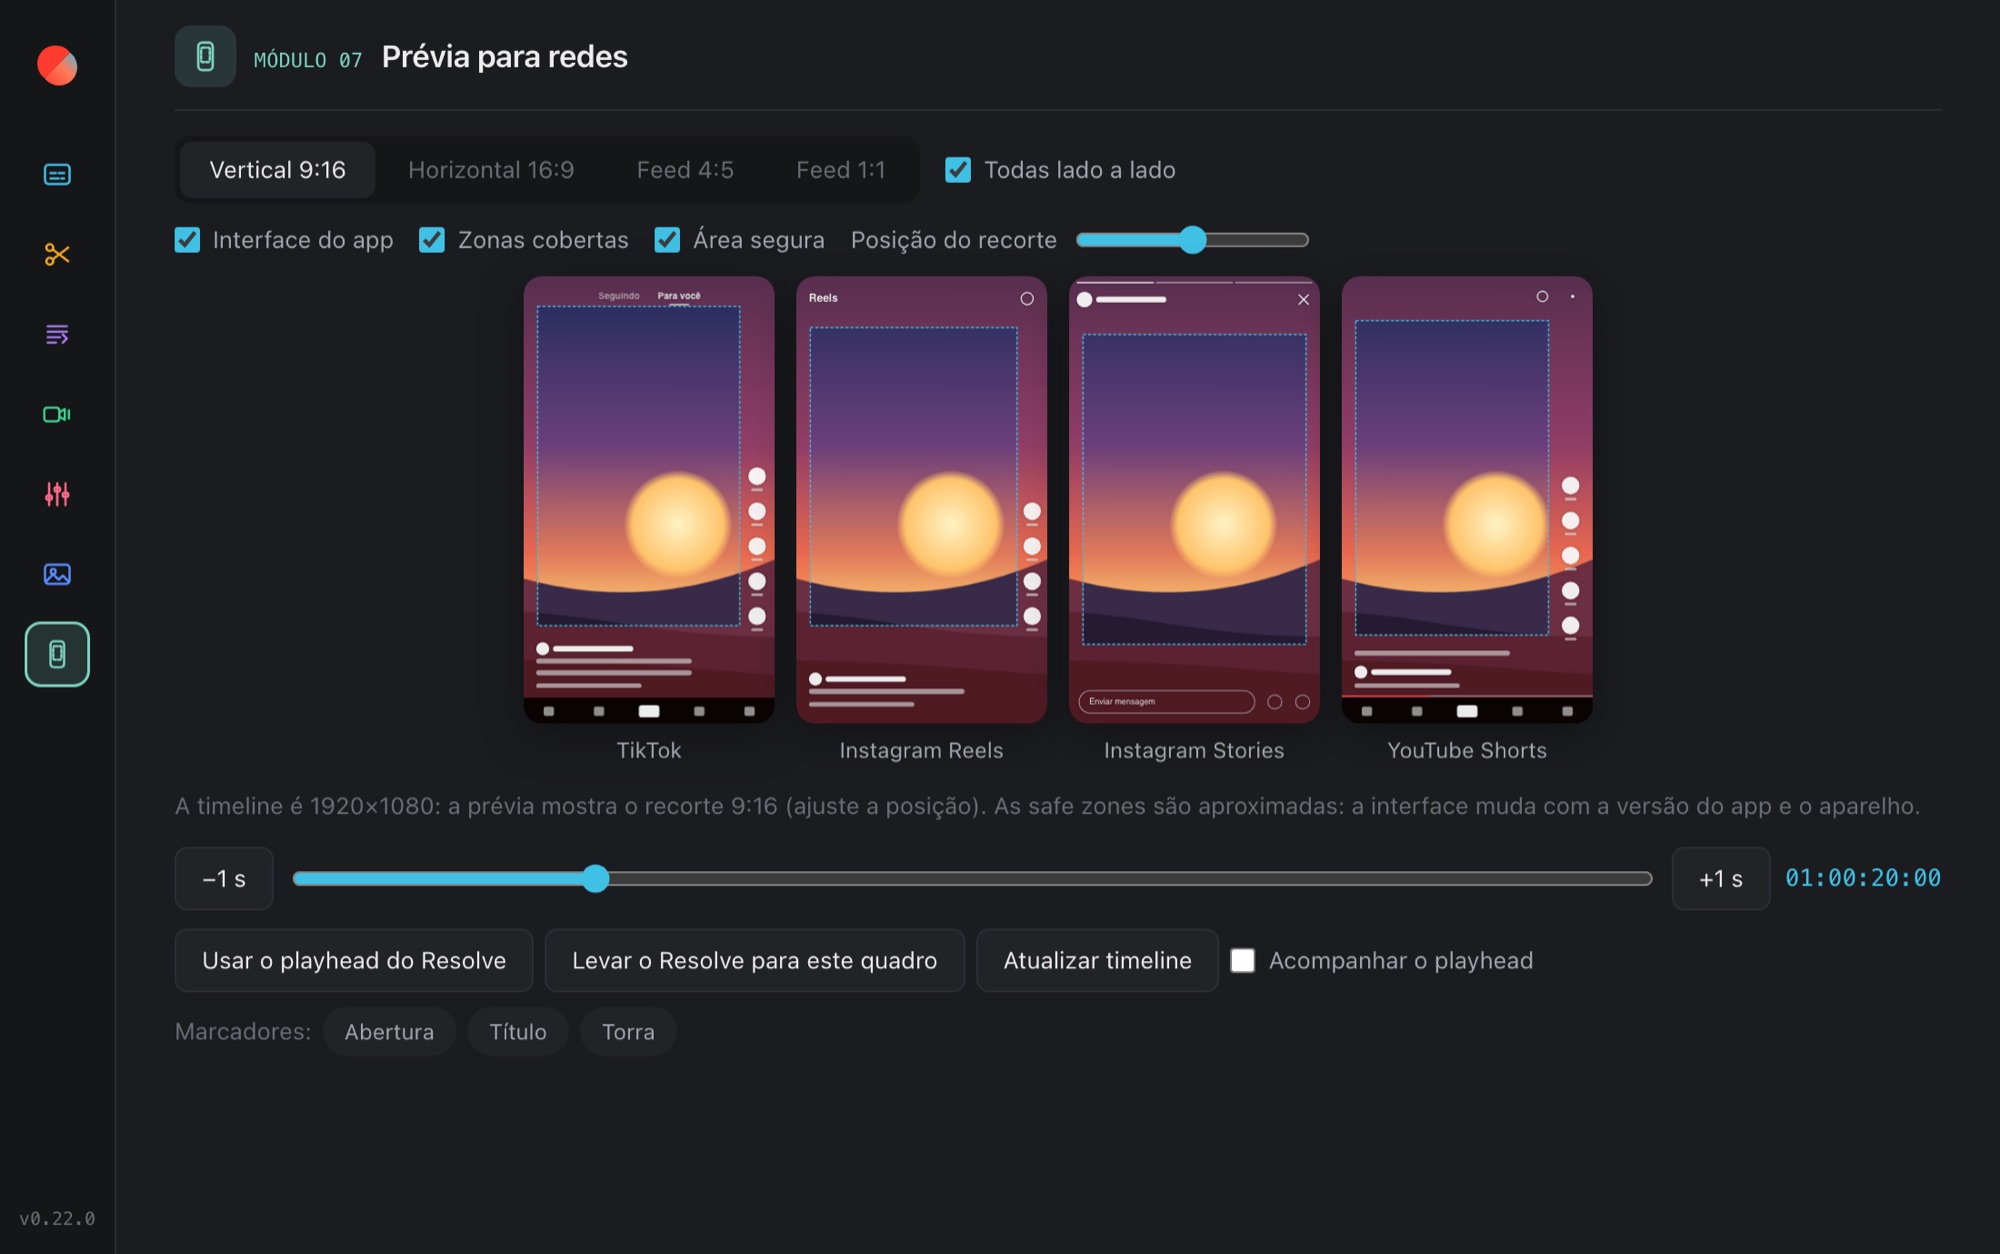 MÓDULO 07 Prévia para redes
Vertical 9:16 Horizontal 16:9 Feed 4:5 Feed 1:1 Todas lado a lado
Interface do app Zonas cobertas Área segura Posição do recorte
Seguindo Para você
Reels
Enviar mensagem
TikTok Instagram Reels Instagram Stories YouTube Shorts
A timeline é 1920×1080: a prévia mostra o recorte 9:16 (ajuste a posição). As safe zones são aproximadas: a interface muda com a versão do app e o aparelho.
−1 s +1 s 01:00:20:00
Usar o playhead do Resolve Levar o Resolve para este quadro Atualizar timeline Acompanhar o playhead
Marcadores: Abertura Título Torra
v0.22.0